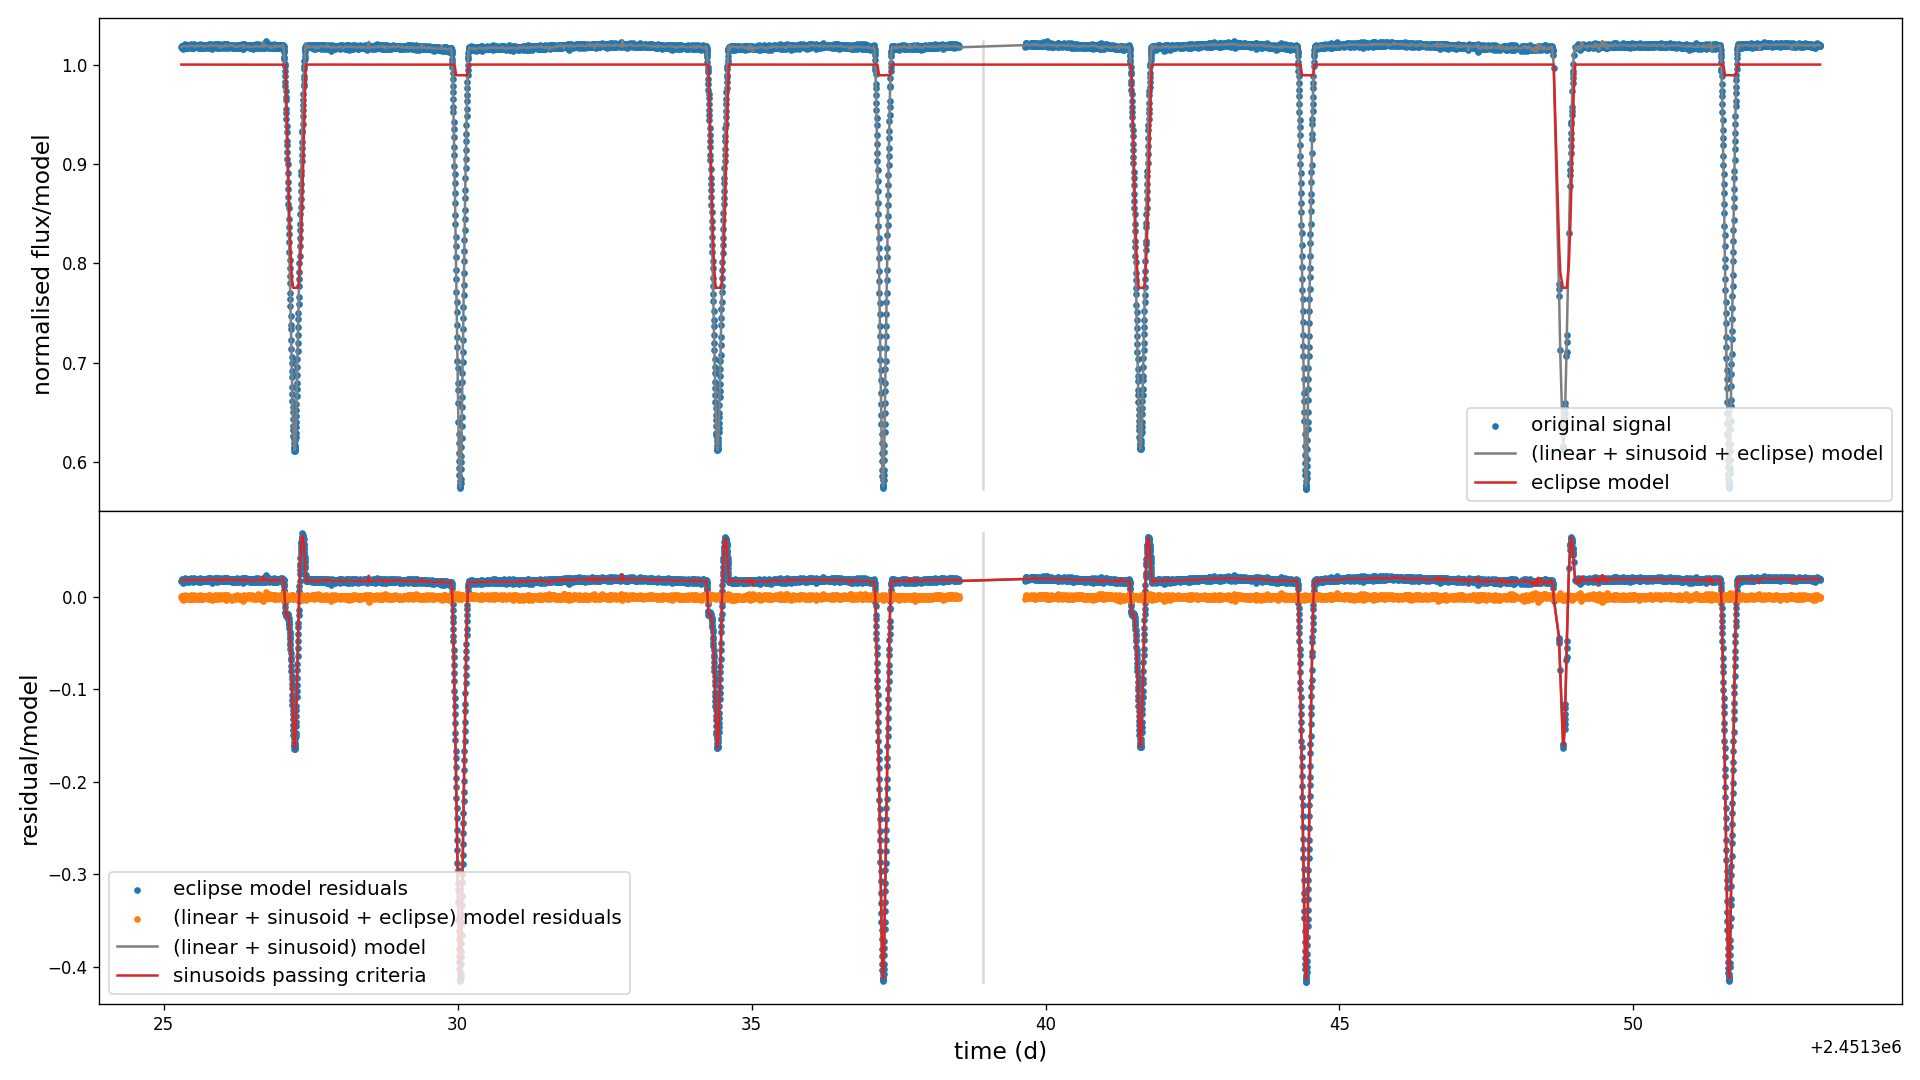 normalised flux/model
1.0
0.9
0.8
0.7
0.6
original signal
(linear + sinusoid + eclipse) model
eclipse model
residual/model
0.0
−0.1
−0.2
−0.3
−0.4
eclipse model residuals
(linear + sinusoid + eclipse) model residuals
(linear + sinusoid) model
sinusoids passing criteria
25 30 35 40 45 50
time (d)
+2.4513e6